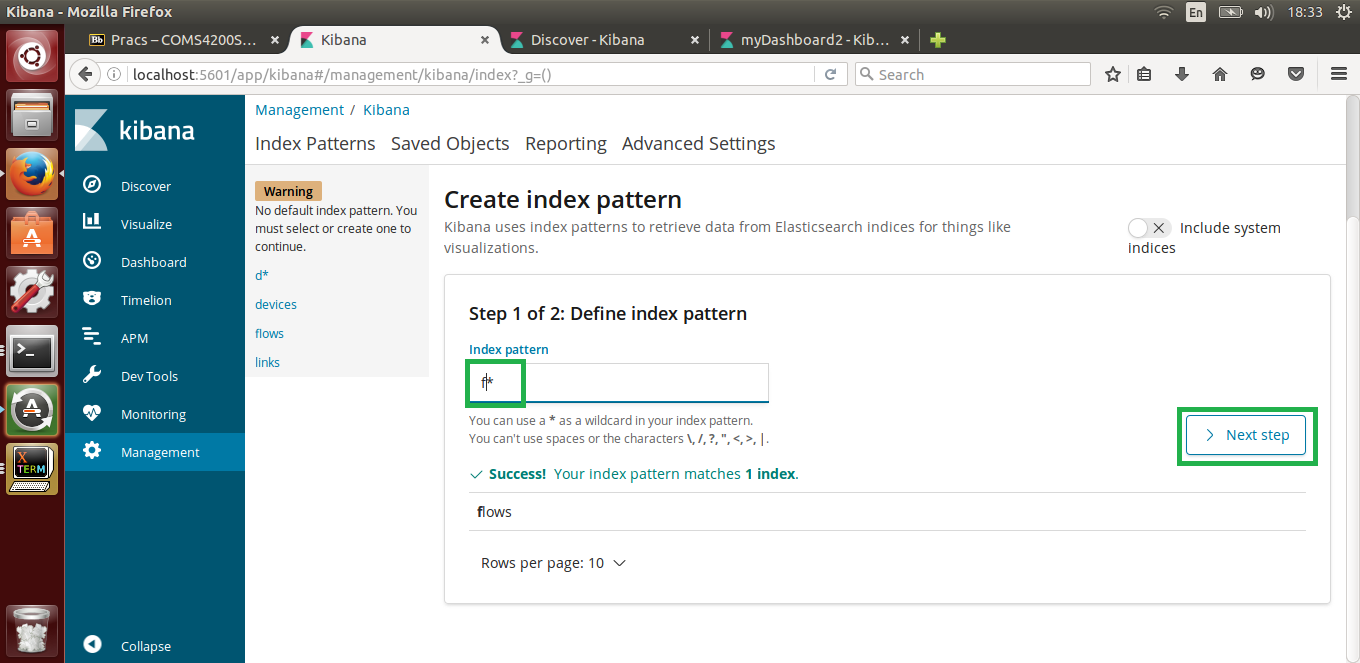 Kibana - Mozilla Firefox
En
18:33
Bb Pracs – COMS4200S... ×
Kibana ×
Discover - Kibana ×
myDashboard2 - Kib... ×
localhost:5601/app/kibana#/management/kibana/index?_g=()
Search
kibana
Discover
Visualize
Dashboard
Timelion
APM
Dev Tools
Monitoring
Management
Collapse
X
TERM
Management / Kibana
Index Patterns Saved Objects Reporting Advanced Settings
Warning
No default index pattern. You
must select or create one to
continue.
d*
devices
flows
links
Create index pattern
Kibana uses index patterns to retrieve data from Elasticsearch indices for things like
visualizations.
Include system
indices
Step 1 of 2: Define index pattern
Index pattern
f*
You can use a * as a wildcard in your index pattern.
You can't use spaces or the characters \, /, ?, ", <, >, |.
Next step
Success! Your index pattern matches 1 index.
flows
Rows per page: 10